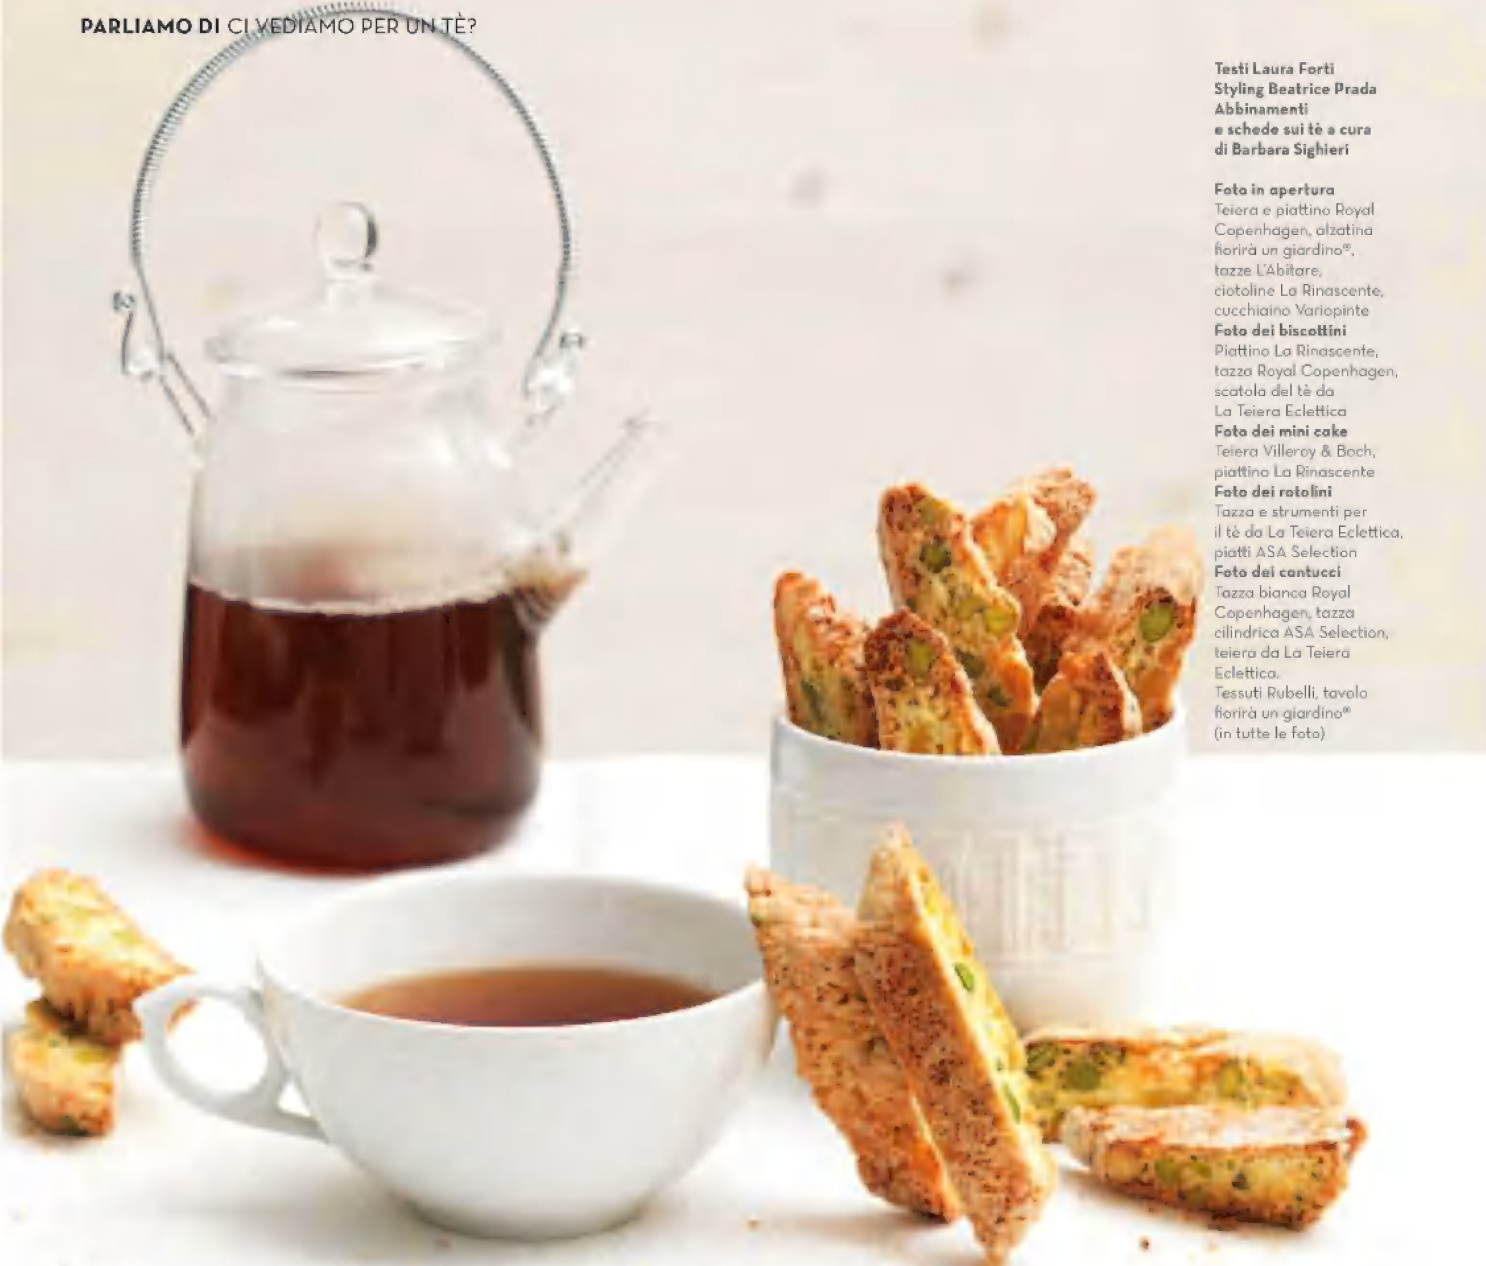 PARLIAMO DI CI VEDIAMO PER UN TÈ?
Testi Laura Forti
Styling Beatrice Prada
Abbinamenti
e schede sui tè a cura
di Barbara Sighieri
Foto in apertura
Teiera e piattino Royal
Copenhagen, alzatina
fiorirà un giardino®,
tazze L'Abitare,
ciotoline La Rinascente,
cucchiaino Variopinte
Foto dei biscottini
Piattino La Rinascente,
tazza Royal Copenhagen,
scatola del tè da
La Teiera Eclettica
Foto dei mini cake
Teiera Villeroy & Boch,
piattino La Rinascente
Foto dei rotolini
Tazza e strumenti per
il tè da La Teiera Eclettica,
piatti ASA Selection
Foto dei cantucci
Tazza bianca Royal
Copenhagen, tazza
cilindrica ASA Selection,
teiera da La Teiera
Eclettica.
Tessuti Rubelli, tavolo
fiorirà un giardino®
(in tutte le foto)